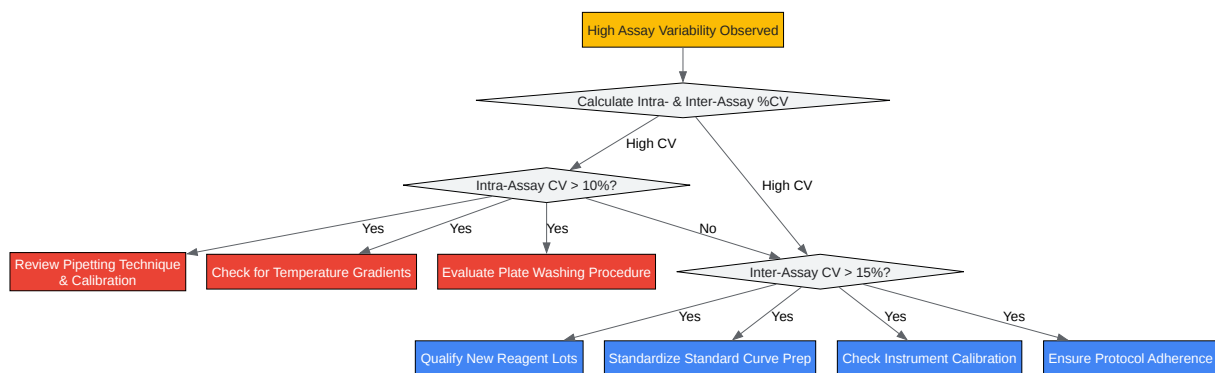 High Assay Variability Observed
Calculate Intra- & Inter-Assay %CV
High CV
High CV
Intra-Assay CV > 10%?
Yes
Yes
Yes
No
Review Pipetting Technique
& Calibration
Check for Temperature Gradients
Evaluate Plate Washing Procedure
Inter-Assay CV > 15%?
Yes
Yes
Yes
Yes
Qualify New Reagent Lots
Standardize Standard Curve Prep
Check Instrument Calibration
Ensure Protocol Adherence